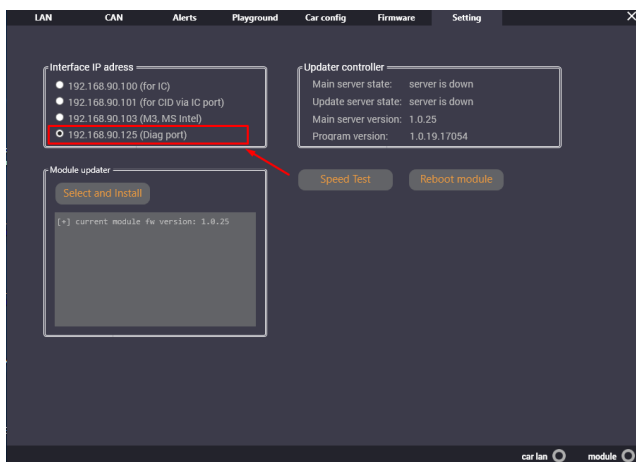 LAN CAN Alerts Playground Car config Firmware Setting X
Interface IP adress
192.168.90.100 (for IC)
192.168.90.101 (for CID via IC port)
192.168.90.103 (M3, MS Intel)
192.168.90.125 (Diag port)
Updater controller
Main server state: server is down
Update server state: server is down
Main server version: 1.0.25
Program version: 1.0.19.17054
Module updater
Select and Install
[+] current module fw version: 1.0.25
Speed Test Reboot module
car lan module